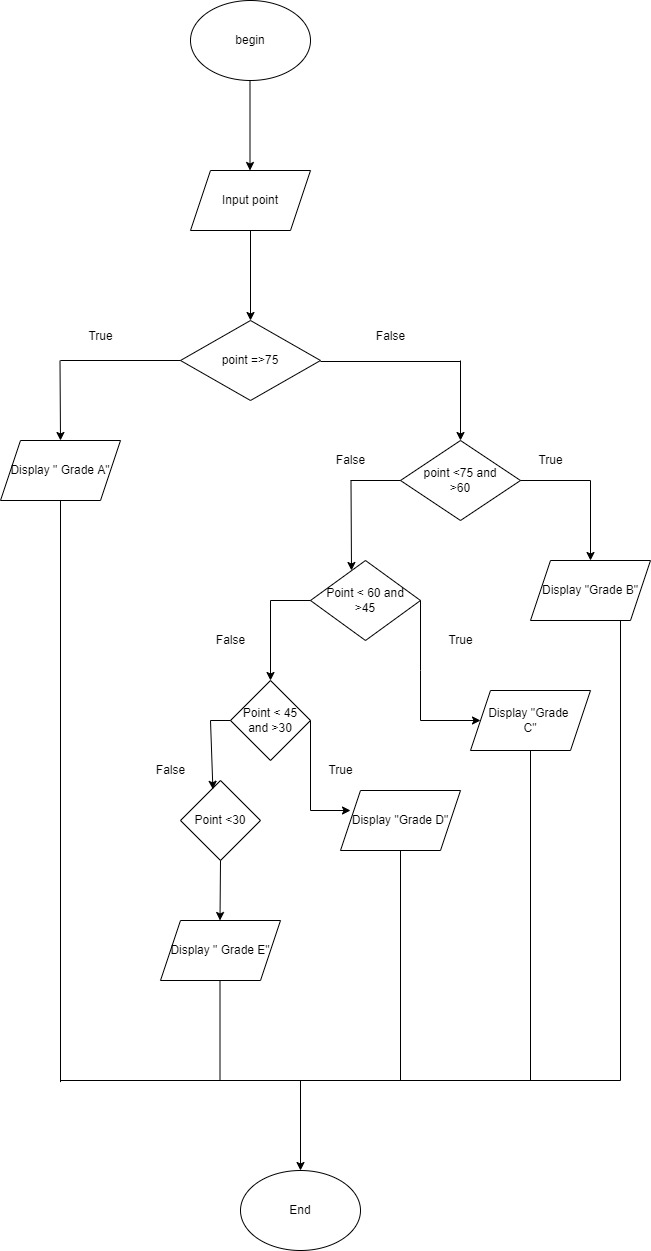 begin
Input point
True
False
point =>75
Display " Grade A"
False
True
point <75 and
>60
Display "Grade B"
Point < 60 and
>45
False
True
Display "Grade
C"
Point < 45
and >30
False
True
Point <30
Display "Grade D"
Display " Grade E"
End